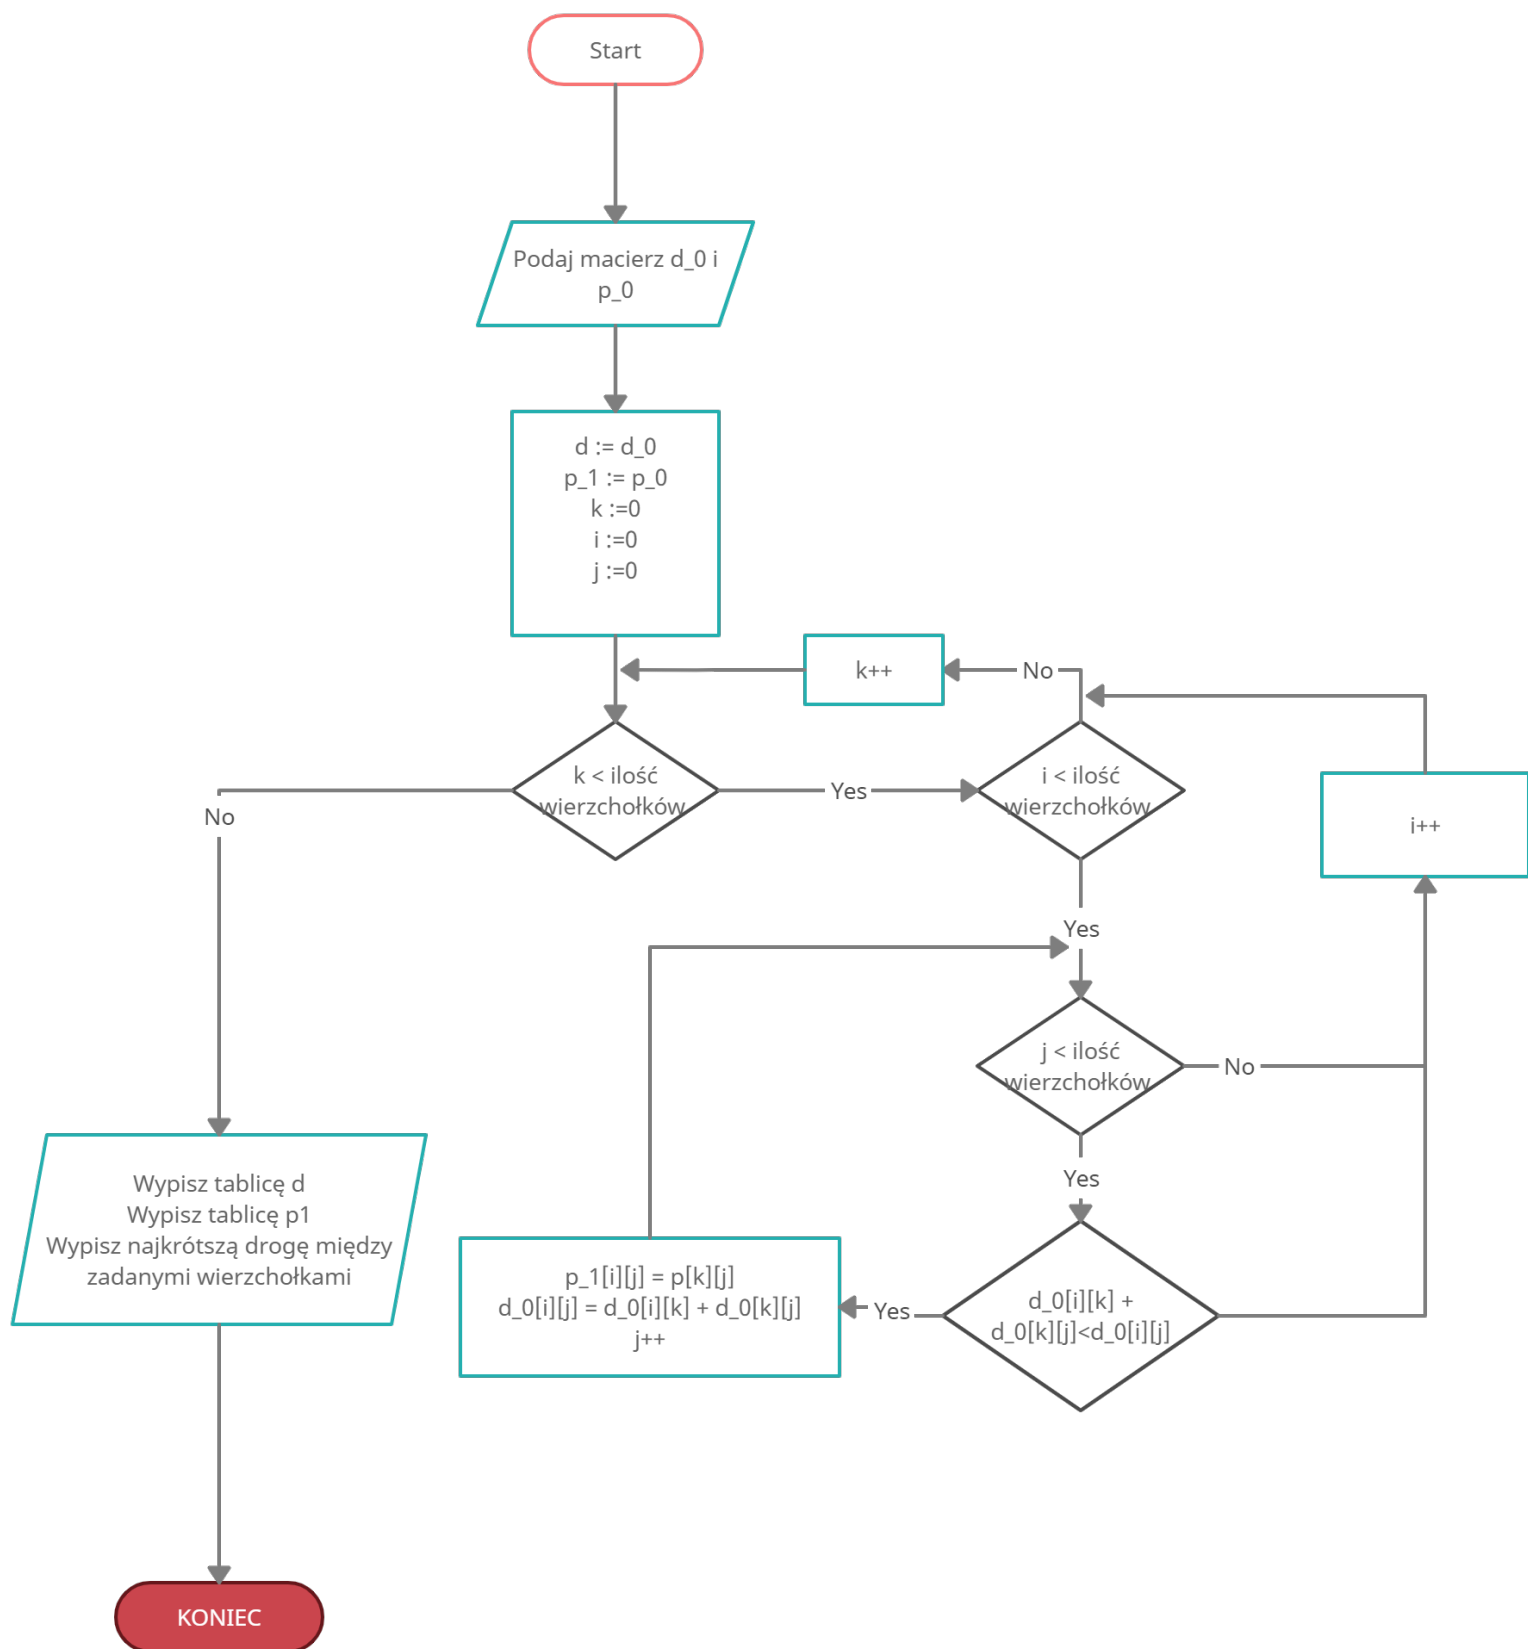 Start
Podaj macierz d_0 i
p_0
d := d_0
p_1 := p_0
k :=0
i :=0
j :=0
k++
No
k < ilość
wierzchołków
Yes
i < ilość
wierzchołków
i++
No
Yes
j < ilość
wierzchołków
No
Yes
Wypisz tablicę d
Wypisz tablicę p1
Wypisz najkrótszą drogę między
zadanymi wierzchołkami
p_1[i][j] = p[k][j]
d_0[i][j] = d_0[i][k] + d_0[k][j]
j++
Yes
d_0[i][k] +
d_0[k][j]<d_0[i][j]
KONIEC